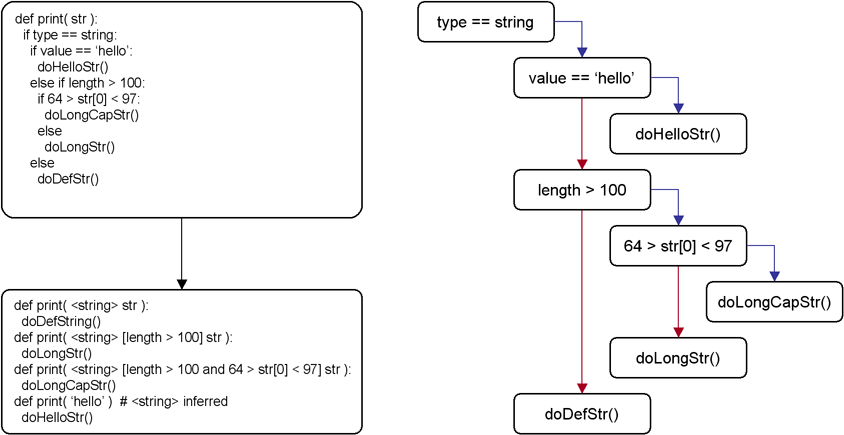 def print( str ):
if type == string:
if value == ‘hello’:
doHelloStr()
else if length > 100:
if 64 > str[0] < 97:
doLongCapStr()
else
doLongStr()
else
doDefStr()
def print( <string> str ):
doDefString()
def print( <string> [length > 100] str ):
doLongStr()
def print( <string> [length > 100 and 64 > str[0] < 97] str ):
doLongCapStr()
def print( ‘hello’ )  # <string> inferred
doHelloStr()
type == string
value == ‘hello’
doHelloStr()
length > 100
64 > str[0] < 97
doLongCapStr()
doLongStr()
doDefStr()